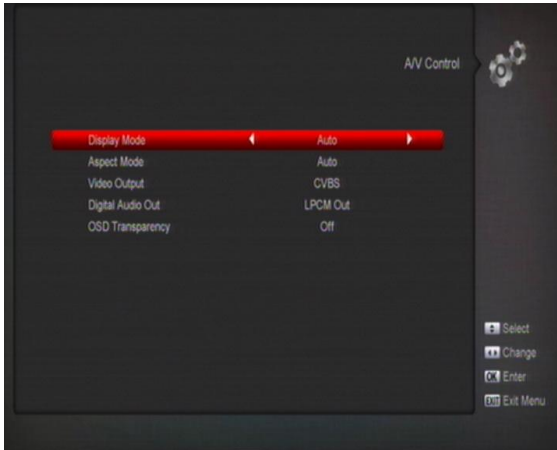 A/V Control
Display Mode Auto
Aspect Mode Auto
Video Output CVBS
Digital Audio Out LPCM Out
OSD Transparency Off
Select
Change
OK Enter
EXIT Exit Menu